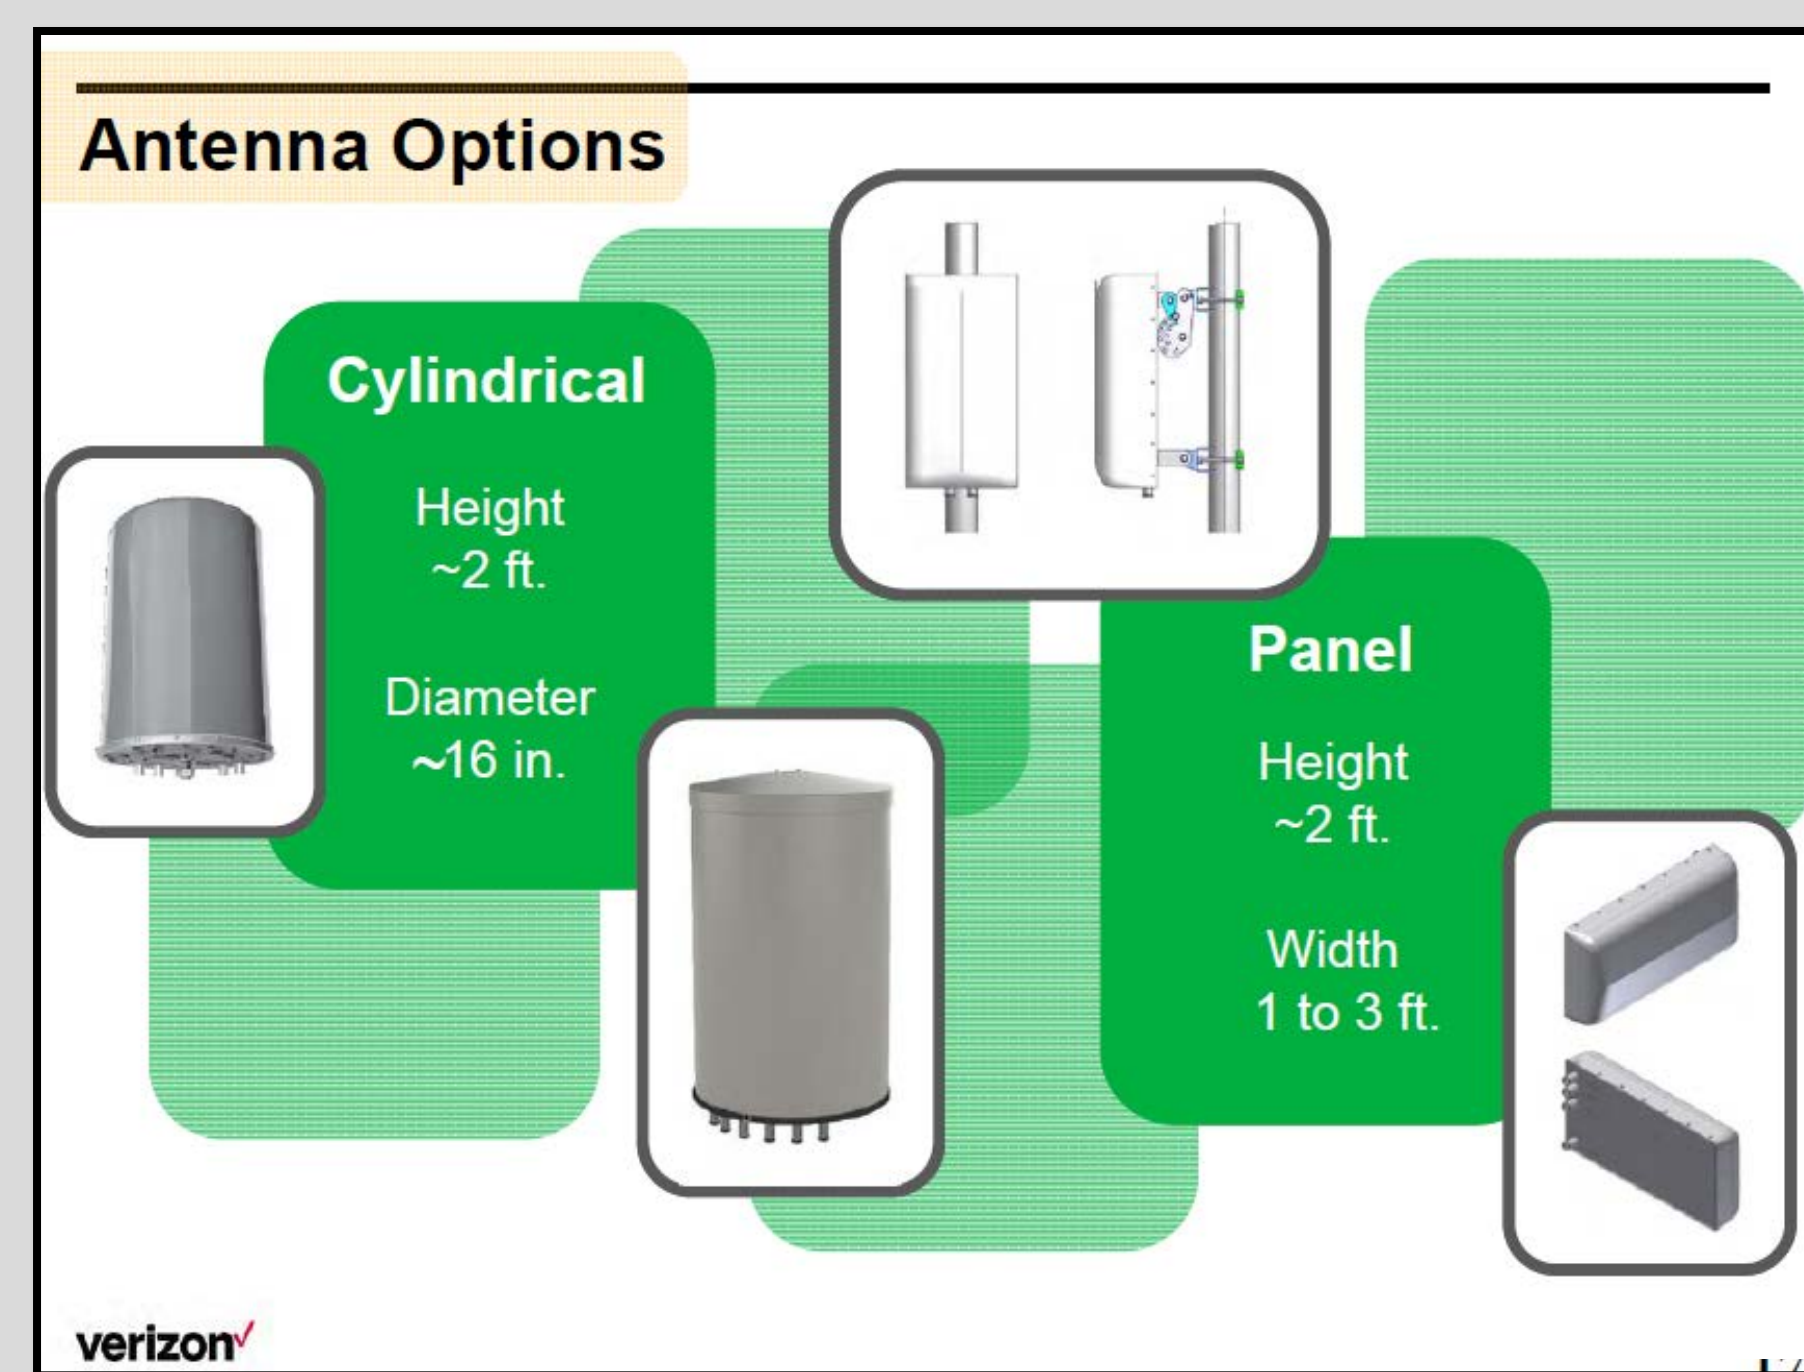 Antenna Options
Cylindrical
Height
~2 ft.
Diameter
~16 in.
Panel
Height
~2 ft.
Width
1 to 3 ft.
verizon